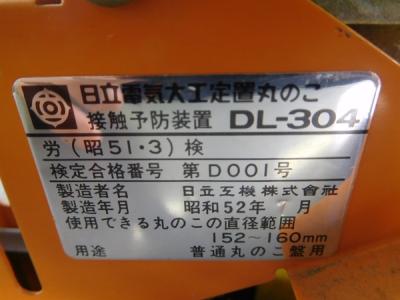 日立電気大工定置丸のこ
接触予防装置 DL-304
労(昭51·3)検
検定合格番号 第D001号
製造者名 日立工機株式会社
製造年月 昭和52年 月
使用できる丸のこの直径範囲
152~160mm
用途 普通丸のこ盤用